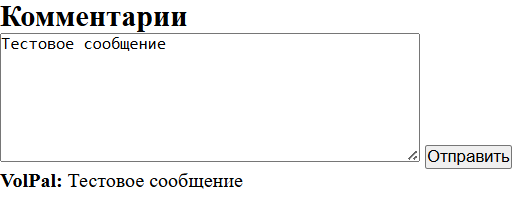 Комментарии
Тестовое сообщение
Отправить
VolPal: Тестовое сообщение